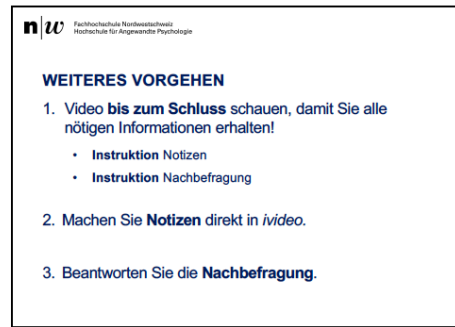 n|w Fachhochschule Nordwestschweiz
Hochschule für Angewandte Psychologie
WEITERES VORGEHEN
1. Video bis zum Schluss schauen, damit Sie alle
nötigen Informationen erhalten!
• Instruktion Notizen
• Instruktion Nachbefragung
2. Machen Sie Notizen direkt in ivideo.
3. Beantworten Sie die Nachbefragung.